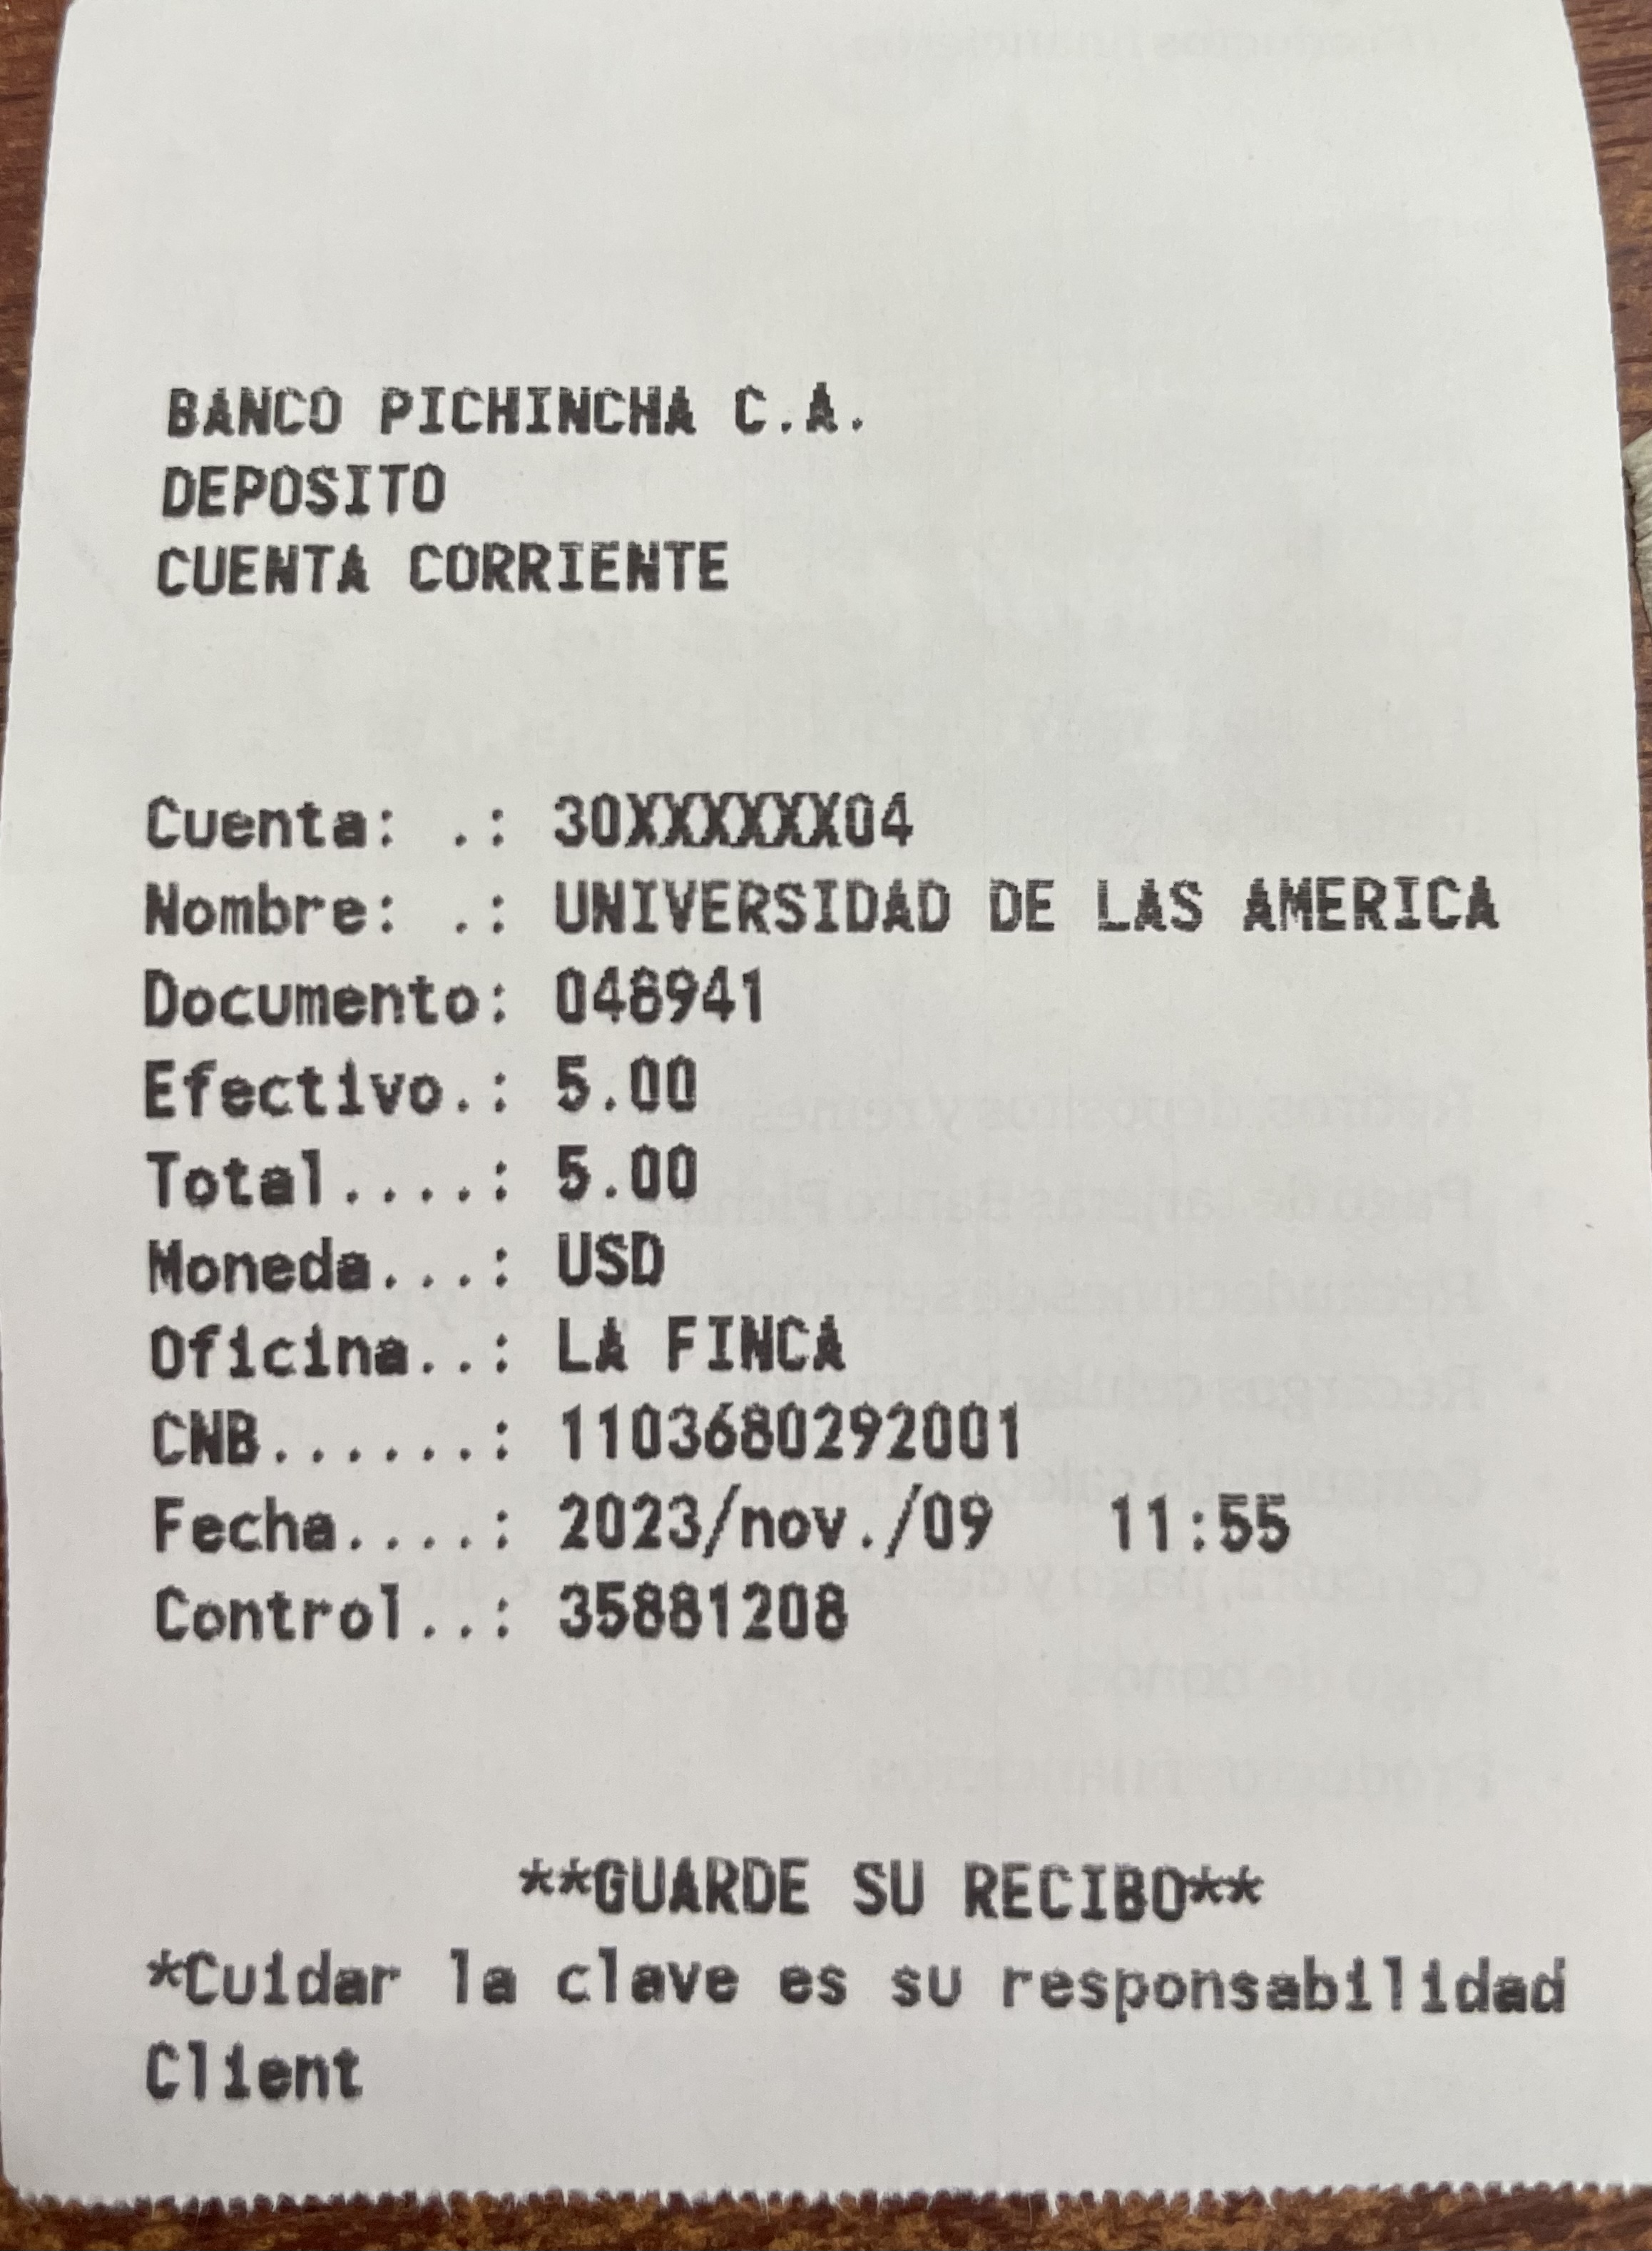 BANCO PICHINCHA C.A.
DEPOSITO
CUENTA CORRIENTE
Cuenta: .: 30XXXXXX04
Nombre: .: UNIVERSIDAD DE LAS AMERICA
Documento: 048941
Efectivo.: 5.00
Total....: 5.00
Moneda...: USD
Oficina..: LA FINCA
CNB......: 1103680292001
Fecha....: 2023/nov./09 11:55
Control..: 35881208
**GUARDE SU RECIBO**
*Cuidar la clave es su responsabilidad
Client